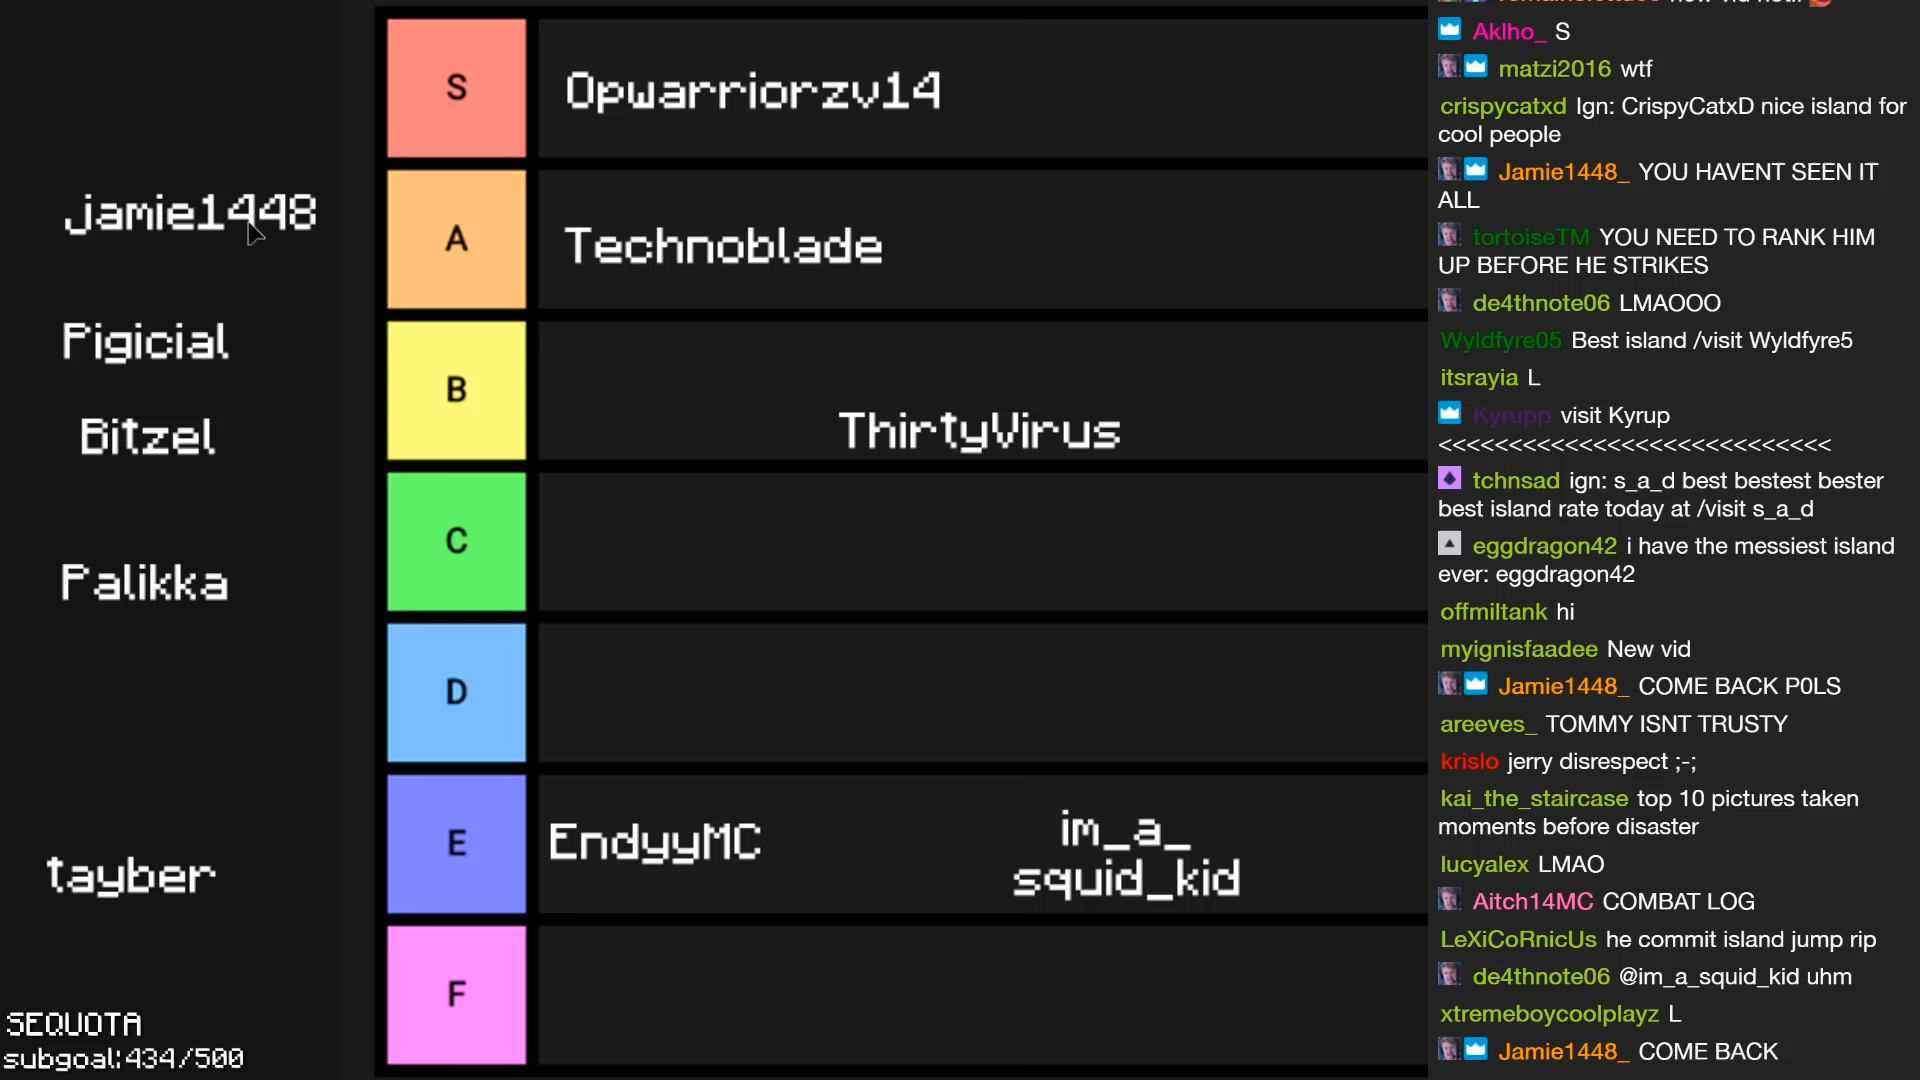 jamie1448
Pigicial
Bitzel
Palikka
tayber
SEQUOTA
subgoal:434/500
S
Opwarriorzv14
A
Technoblade
B
ThirtyVirus
C
D
E
EndyyMC
im_a_
squid_kid
F
Aklho_ S
matzi2016 wtf
crispycatxd Ign: CrispyCatxD nice island for
cool people
Jamie1448_ YOU HAVENT SEEN IT
ALL
tortoiseTM YOU NEED TO RANK HIM
UP BEFORE HE STRIKES
de4thnote06 LMAOOO
Wyldfyre05 Best island /visit Wyldfyre5
itsrayia L
Kyrupp visit Kyrup
<<<<<<<<<<<<<<<<<<<<<<<<<<<<
tchnsad ign: s_a_d best bestest bester
best island rate today at /visit s_a_d
eggdragon42 i have the messiest island
ever: eggdragon42
offmiltank hi
myignisfaadee New vid
Jamie1448_ COME BACK P0LS
areeves_ TOMMY ISNT TRUSTY
krislo jerry disrespect ;-;
kai_the_staircase top 10 pictures taken
moments before disaster
lucyalex LMAO
Aitch14MC COMBAT LOG
LeXiCoRnicUs he commit island jump rip
de4thnote06 @im_a_squid_kid uhm
xtremeboycoolplayz L
Jamie1448_ COME BACK